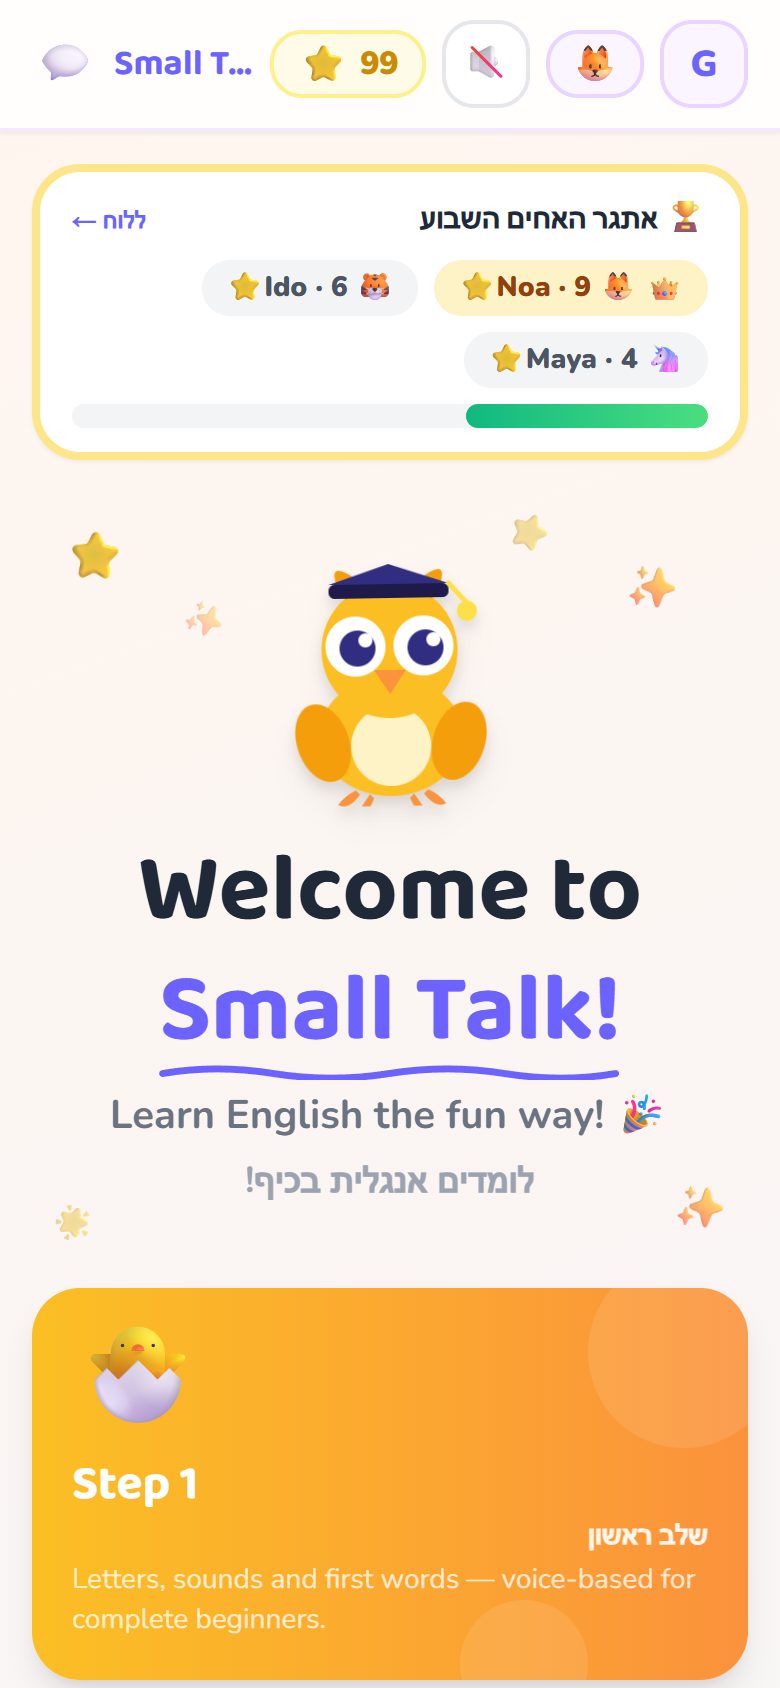 Small T...
99
G
אתגר האחים השבוע
ללוח ←
Noa · 9
Ido · 6
Maya · 4
Welcome to
Small Talk!
Learn English the fun way!
לומדים אנגלית בכיף!
Step 1
שלב ראשון
Letters, sounds and first words — voice-based for
complete beginners.